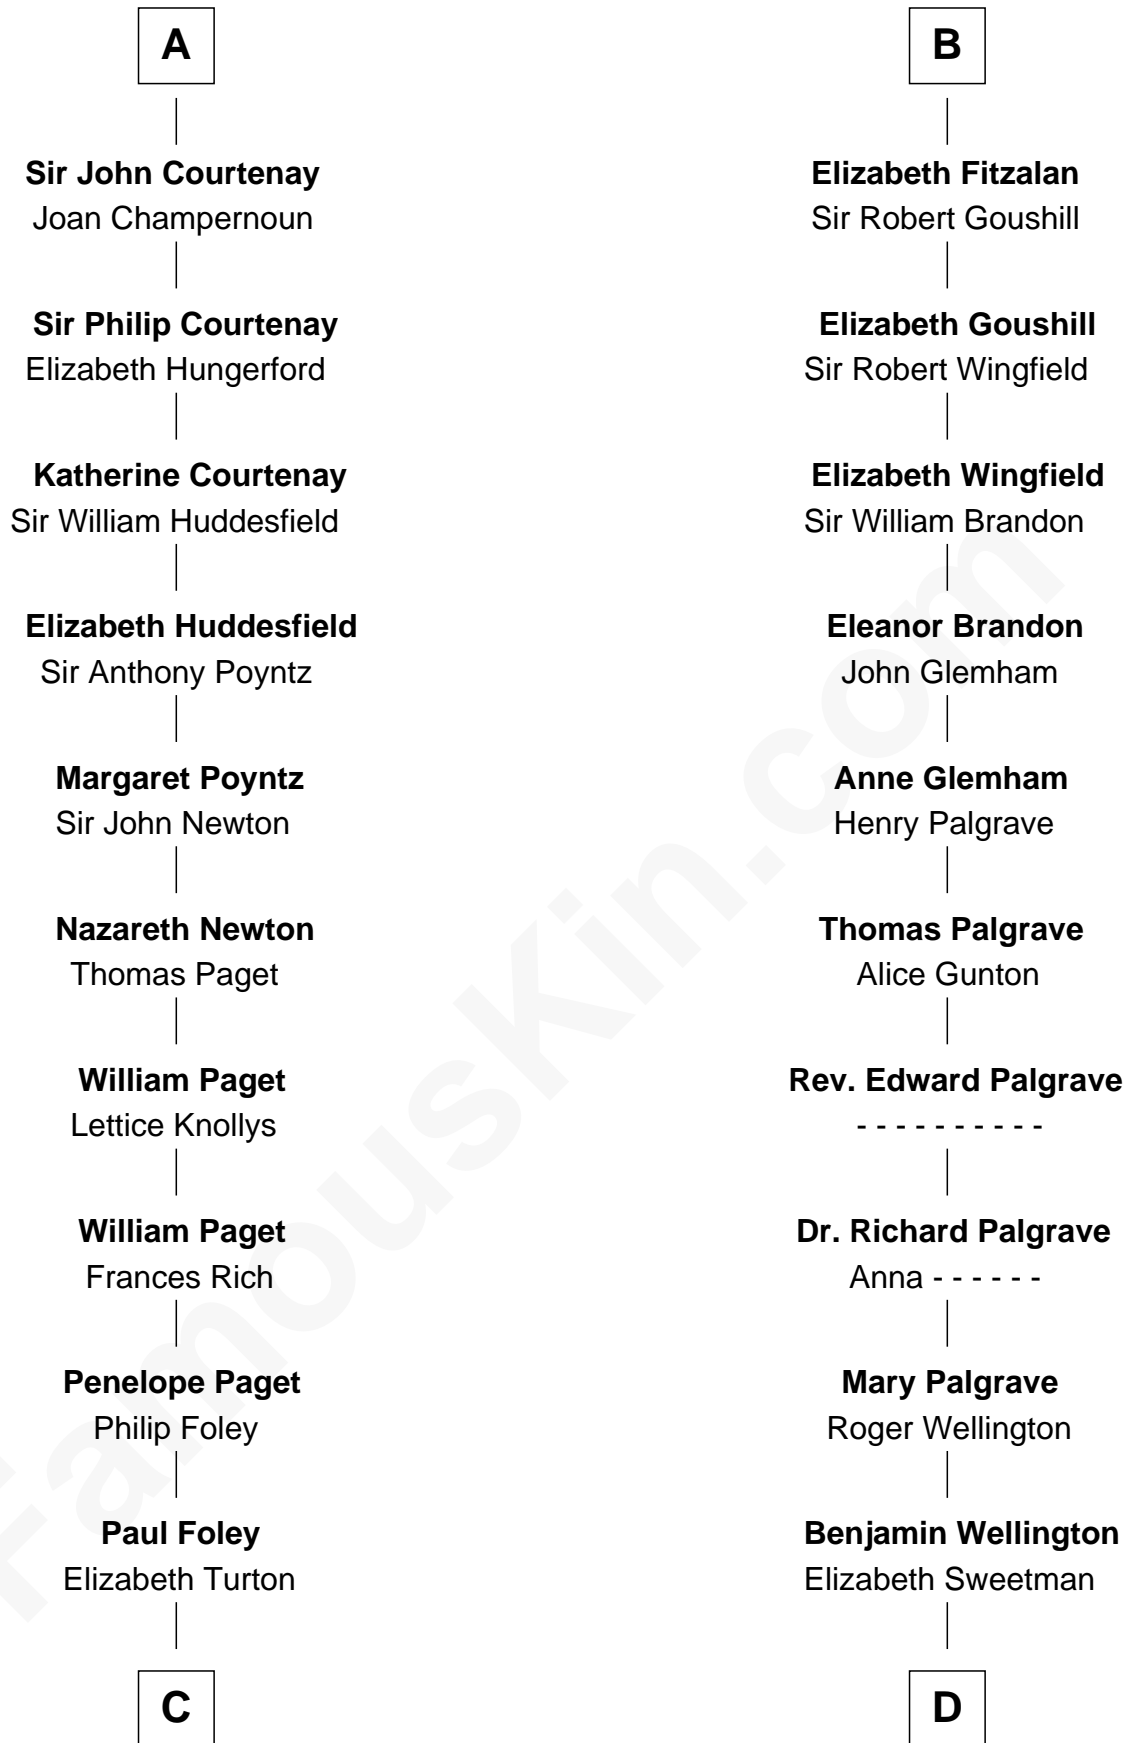 A
Sir John Courtenay
Joan Champernoun
Sir Philip Courtenay
Elizabeth Hungerford
Katherine Courtenay
Sir William Huddesfield
Elizabeth Huddesfield
Sir Anthony Poyntz
Margaret Poyntz
Sir John Newton
Nazareth Newton
Thomas Paget
William Paget
Lettice Knollys
William Paget
Frances Rich
Penelope Paget
Philip Foley
Paul Foley
Elizabeth Turton
C
B
Elizabeth Fitzalan
Sir Robert Goushill
Elizabeth Goushill
Sir Robert Wingfield
Elizabeth Wingfield
Sir William Brandon
Eleanor Brandon
John Glemham
Anne Glemham
Henry Palgrave
Thomas Palgrave
Alice Gunton
Rev. Edward Palgrave
- - - - - - - - - -
Dr. Richard Palgrave
Anna - - - - - -
Mary Palgrave
Roger Wellington
Benjamin Wellington
Elizabeth Sweetman
D
FamousKin.com